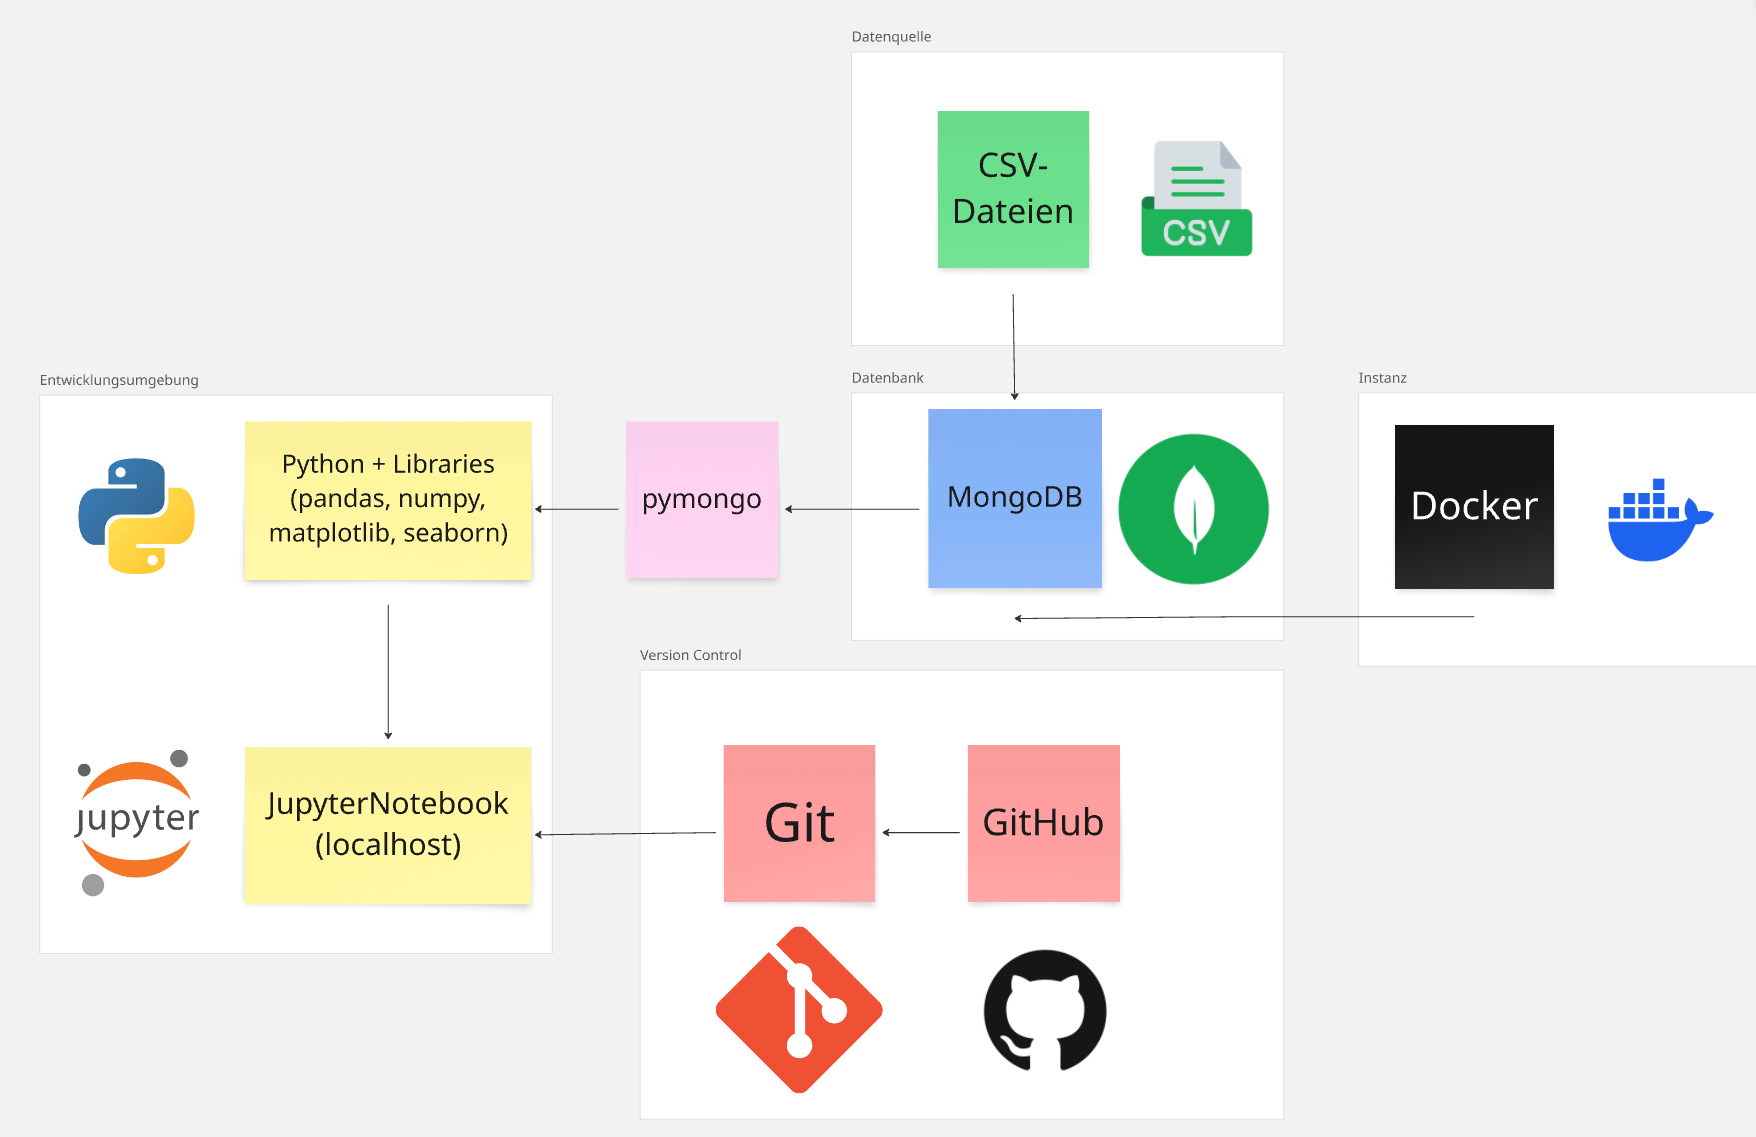 Datenquelle
CSV-
Dateien
CSV
Entwicklungsumgebung
Python + Libraries
(pandas, numpy,
matplotlib, seaborn)
pymongo
Datenbank
MongoDB
Instanz
Docker
jupyter
JupyterNotebook
(localhost)
Version Control
Git
GitHub